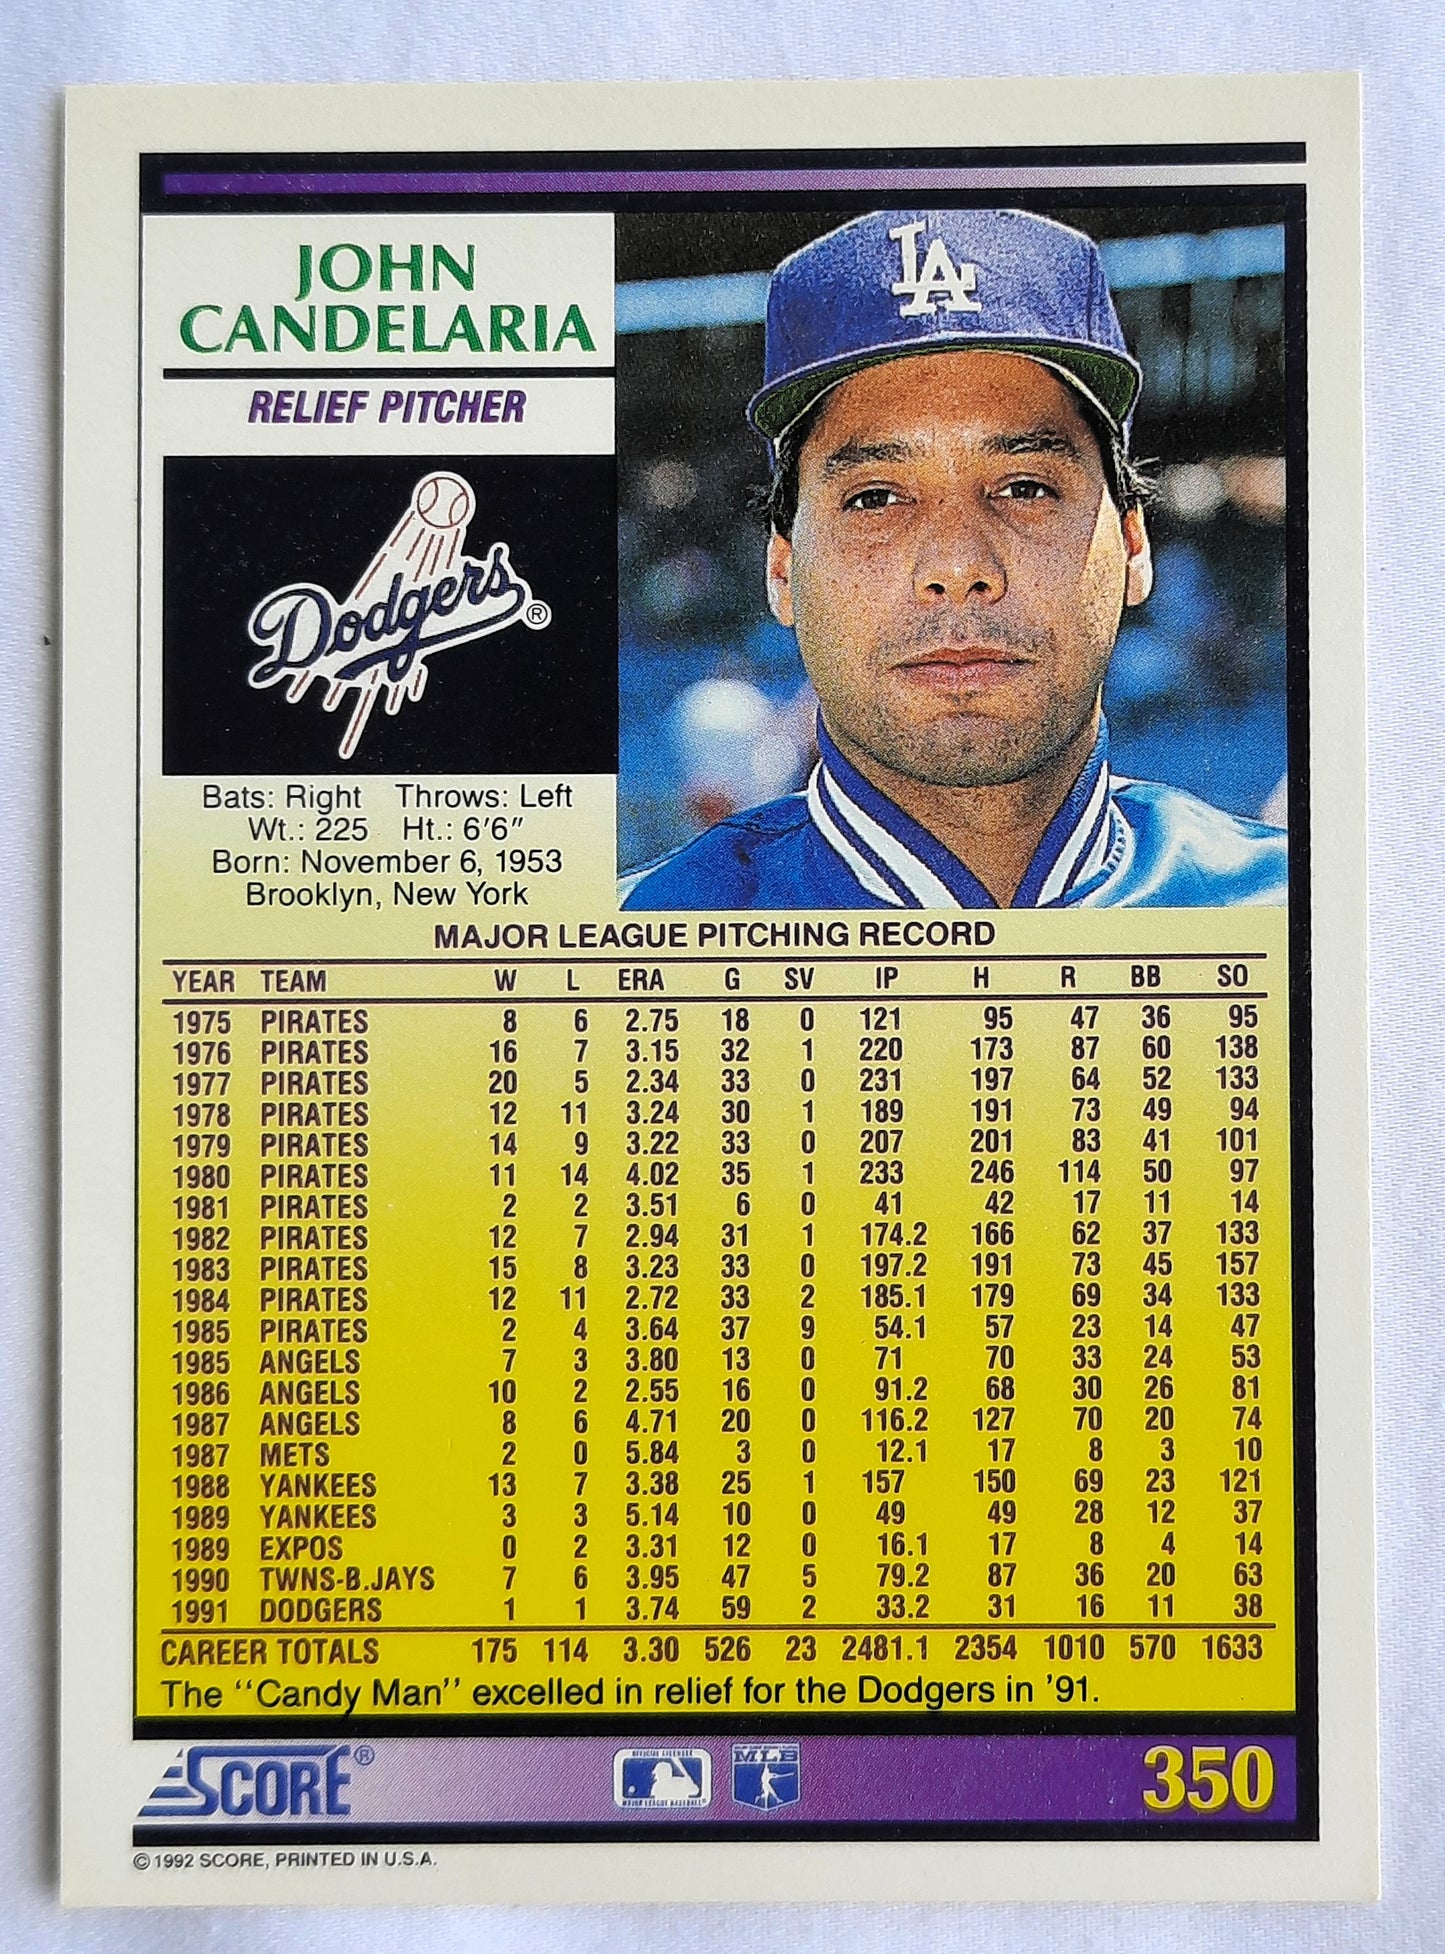 LA
JOHN
CANDELARIA
RELIEF PITCHER
Dodgers®
Bats: Right Throws: Left
Wt.: 225 Ht.: 6'6"
Born: November 6, 1953
Brooklyn, New York
MAJOR LEAGUE PITCHING RECORD
YEAR TEAM W L ERA G SV IP H R BB SO
1975 PIRATES 8 6 2.75 18 0 121 95 47 36 95
1976 PIRATES 16 7 3.15 32 1 220 173 87 60 138
1977 PIRATES 20 5 2.34 33 0 231 197 64 52 133
1978 PIRATES 12 11 3.24 30 1 189 191 73 49 94
1979 PIRATES 14 9 3.22 33 0 207 201 83 41 101
1980 PIRATES 11 14 4.02 35 1 233 246 114 50 97
1981 PIRATES 2 2 3.51 6 0 41 42 17 11 14
1982 PIRATES 12 7 2.94 31 1 174.2 166 62 37 133
1983 PIRATES 15 8 3.23 33 0 197.2 191 73 45 157
1984 PIRATES 12 11 2.72 33 2 185.1 179 69 34 133
1985 PIRATES 2 4 3.64 37 9 54.1 57 23 14 47
1985 ANGELS 7 3 3.80 13 0 71 70 33 24 53
1986 ANGELS 10 2 2.55 16 0 91.2 68 30 26 81
1987 ANGELS 8 6 4.71 20 0 116.2 127 70 20 74
1987 METS 2 0 5.84 3 0 12.1 17 8 3 10
1988 YANKEES 13 7 3.38 25 1 157 150 69 23 121
1989 YANKEES 3 3 5.14 10 0 49 49 28 12 37
1989 EXPOS 0 2 3.31 12 0 16.1 17 8 4 14
1990 TWNS-B.JAYS 7 6 3.95 47 5 79.2 87 36 20 63
1991 DODGERS 1 1 3.74 59 2 33.2 31 16 11 38
CAREER TOTALS 175 114 3.30 526 23 2481.1 2354 1010 570 1633
The "Candy Man" excelled in relief for the Dodgers in '91.
SCORE® MLB 350
© 1992 SCORE, PRINTED IN U.S.A.